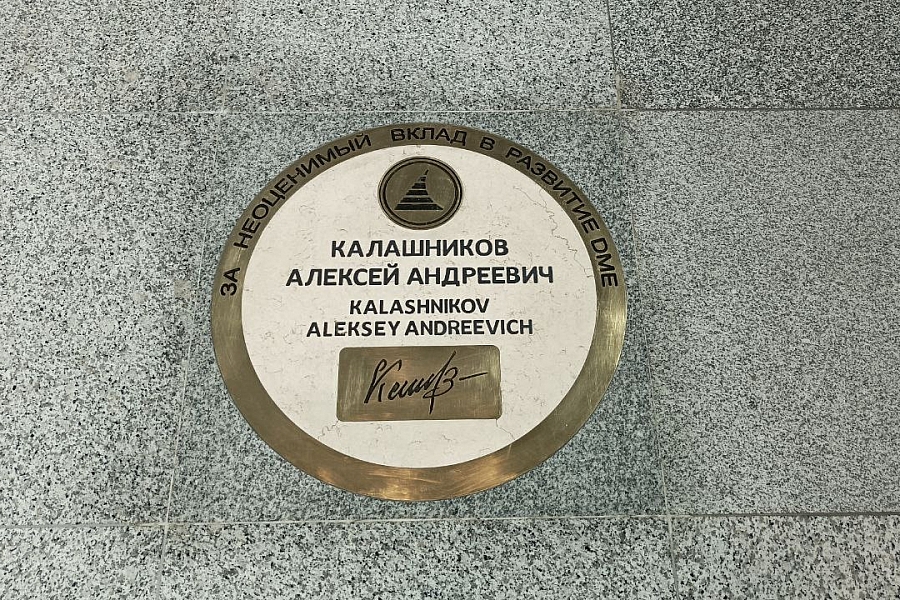 ЗА НЕОЦЕНИМЫЙ ВКЛАД В РАЗВИТИЕ DME
КАЛАШНИКОВ
АЛЕКСЕЙ АНДРЕЕВИЧ
KALASHNIKOV
ALEKSEY ANDREEVICH